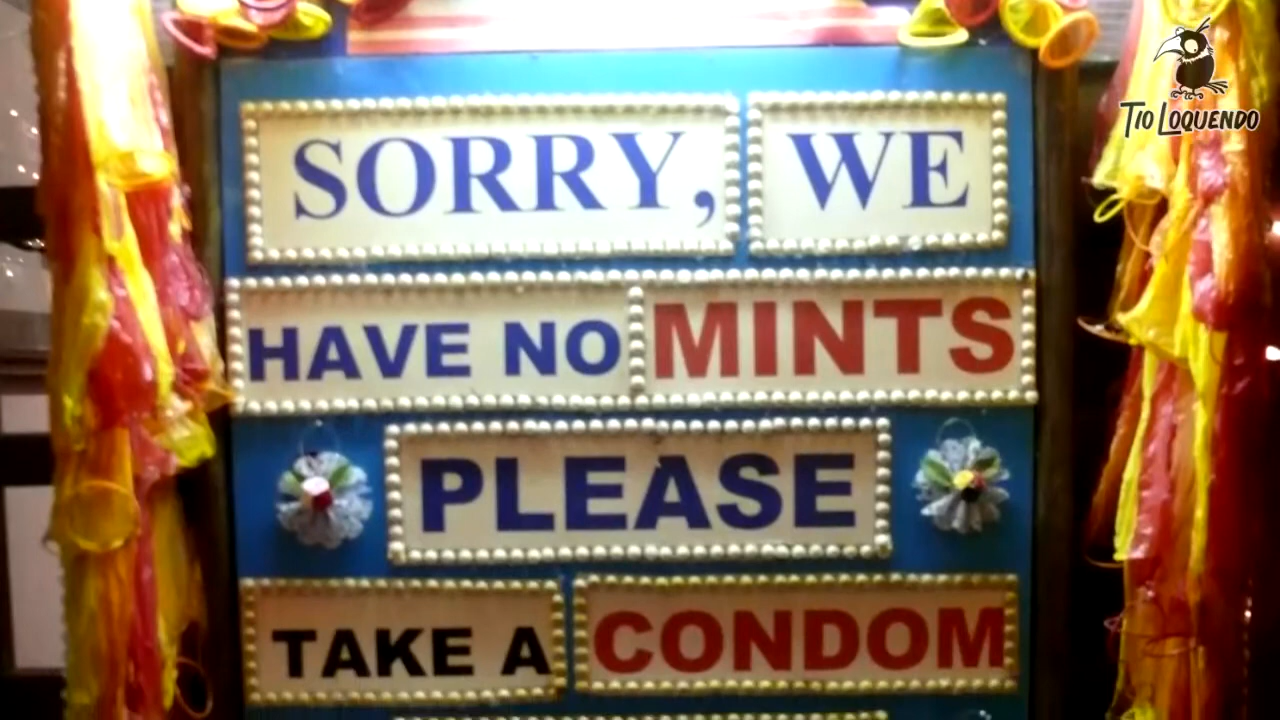 TIO LOQUENDO
SORRY, WE
HAVE NO MINTS
PLEASE
TAKE A CONDOM